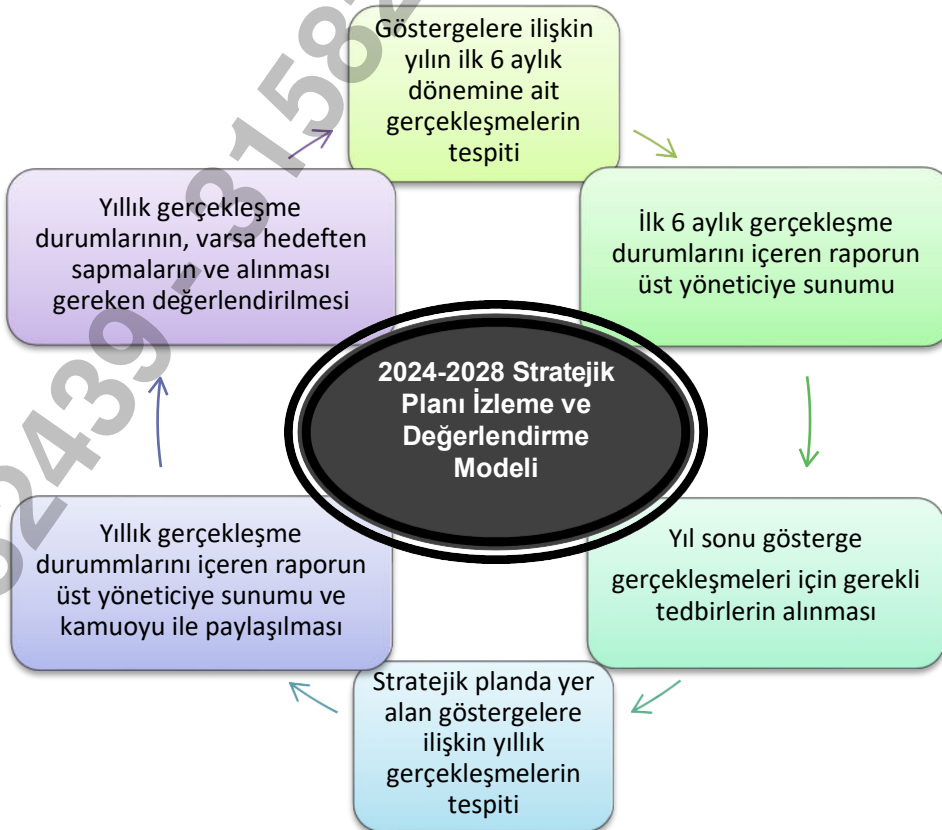 Göstergelere ilişkin
yılın ilk 6 aylık
dönemine ait
gerçekleşmelerin
tespiti
İlk 6 aylık gerçekleşme
durumlarını içeren raporun
üst yöneticiye sunumu
Yıl sonu gösterge
gerçekleşmeleri için gerekli
tedbirlerin alınması
Stratejik planda yer
alan göstergelere
ilişkin yıllık
gerçekleşmelerin
tespiti
Yıllık gerçekleşme
durummlarını içeren raporun
üst yöneticiye sunumu ve
kamuoyu ile paylaşılması
Yıllık gerçekleşme
durumlarının, varsa hedeften
sapmaların ve alınması
gereken değerlendirilmesi
2024-2028 Stratejik
Planı İzleme ve
Değerlendirme
Modeli